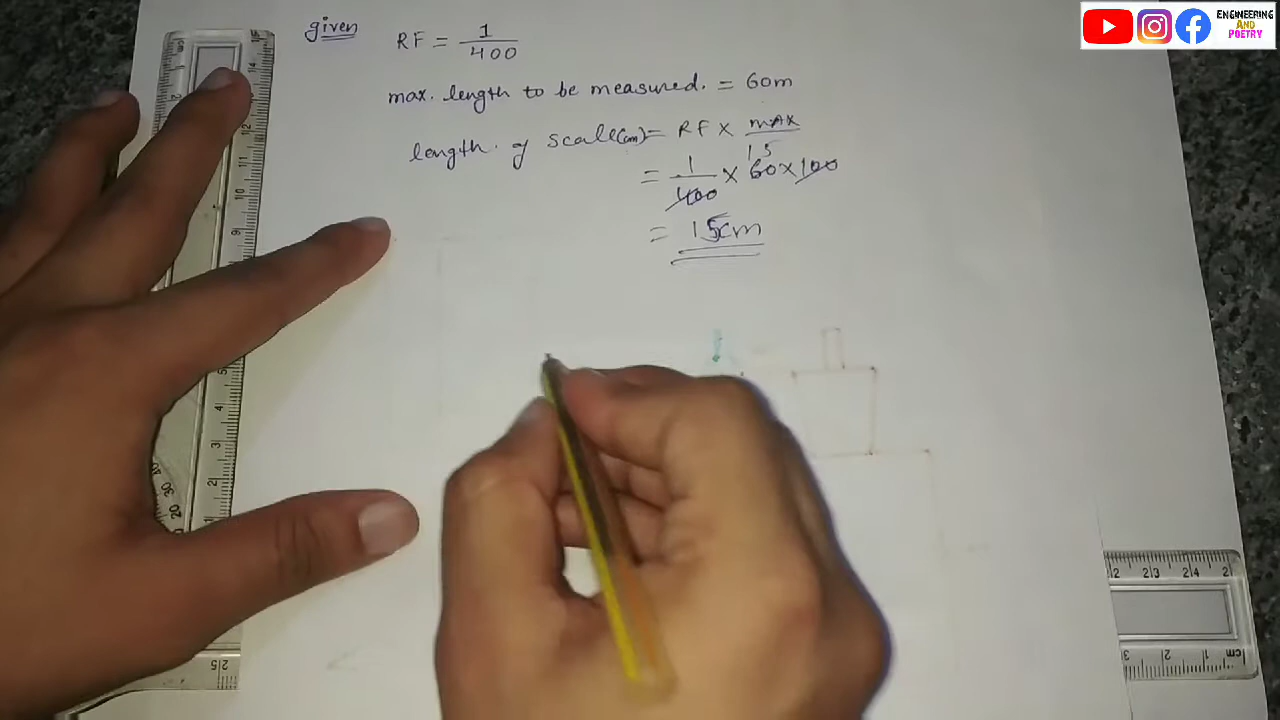 ENGINEERING
AND
POETRY
given
RF = 1/400
max. length to be measured. = 60m
length. of scale(cm) = RF × max
15
= 1/400 × 60×100
= 15cm